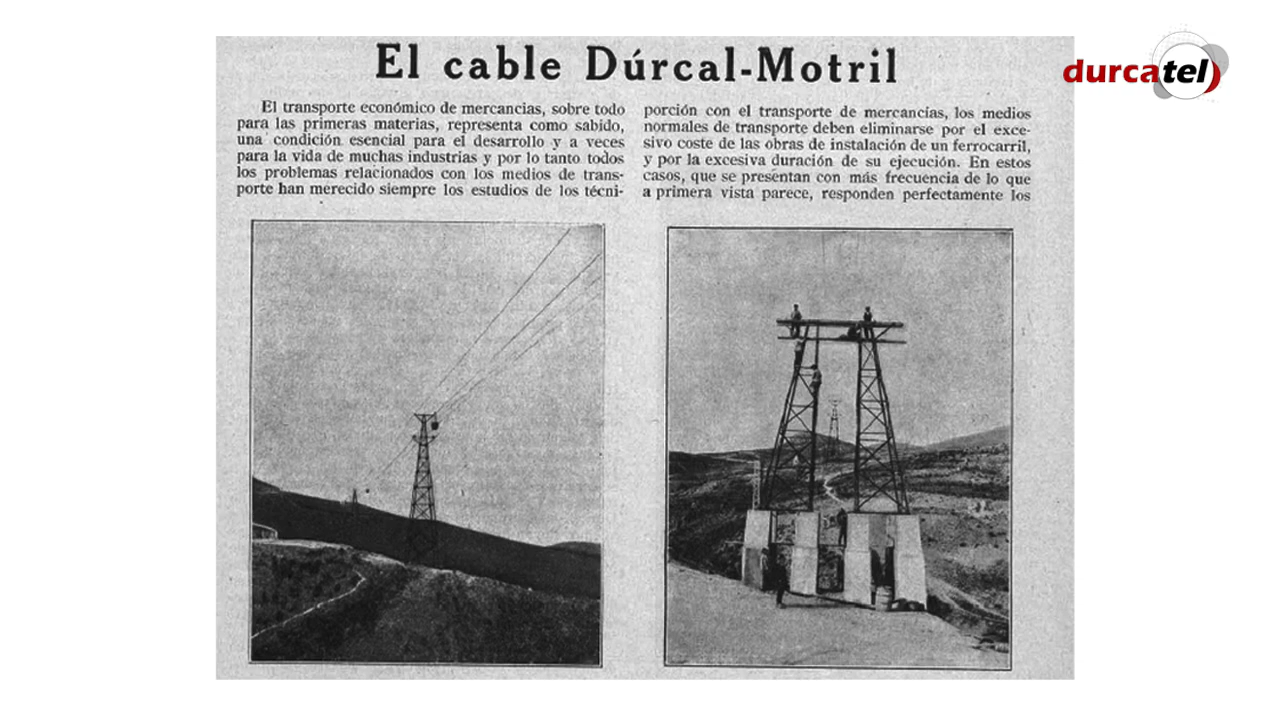 El cable Dúrcal-Motril
El transporte económico de mercancias, sobre todo
para las primeras materias, representa como sabido,
una condición esencial para el desarrollo y a veces
para la vida de muchas industrias y por lo tanto todos
los problemas relacionados con los medios de trans-
porte han merecido siempre los estudios de los técni-
porción con el transporte de mercancías, los medios
normales de transporte deben eliminarse por el exce-
sivo coste de las obras de instalación de un ferrocarril,
y por la excesiva duración de su ejecución. En estos
casos, que se presentan con más frecuencia de lo que
a primera vista parece, responden perfectamente los
durcatel